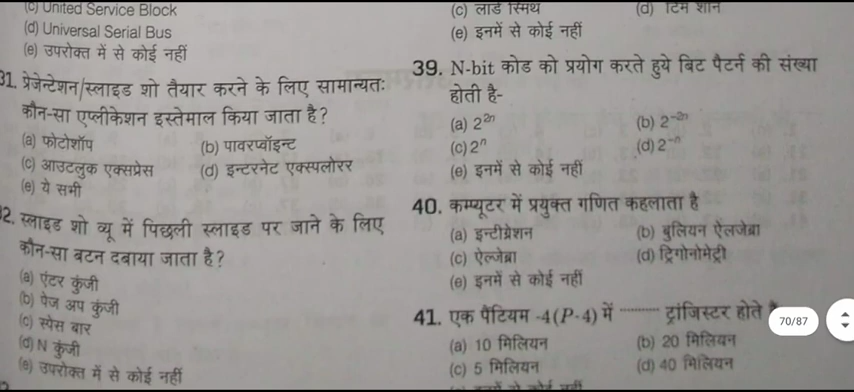 (c) United Service Block
(d) Universal Serial Bus
(e) उपरोक्त में से कोई नहीं
31. प्रेजेन्टेशन/स्लाइड शो तैयार करने के लिए सामान्यतः
कौन-सा एप्लीकेशन इस्तेमाल किया जाता है?
(a) फोटोशॉप (b) पावरप्वॉइन्ट
(c) आउटलुक एक्सप्रेस (d) इन्टरनेट एक्सपलोरर
(e) ये सभी
32. स्लाइड शो व्यू में पिछली स्लाइड पर जाने के लिए
कौन-सा बटन दबाया जाता है?
(a) एंटर कुंजी
(b) पेज अप कुंजी
(c) स्पेस बार
(d) N कुंजी
(e) उपरोक्त में से कोई नहीं
(c) लार्ड स्मिथ (d) टिम शान
(e) इनमें से कोई नहीं
39. N-bit कोड को प्रयोग करते हुये बिट पैटर्न की संख्या
होती है-
(a) 2²ⁿ (b) 2⁻²ⁿ
(c) 2ⁿ (d) 2⁻ⁿ
(e) इनमें से कोई नहीं
40. कम्प्यूटर में प्रयुक्त गणित कहलाता है
(a) इन्टीग्रेशन (b) बुलियन ऐलजेब्रा
(c) ऐल्जेब्रा (d) ट्रिगोनोमेट्री
(e) इनमें से कोई नहीं
41. एक पैंटियम -4(P-4) में .......... ट्रांजिस्टर होते
(a) 10 मिलियन (b) 20 मिलियन
(c) 5 मिलियन (d) 40 मिलियन
70/87